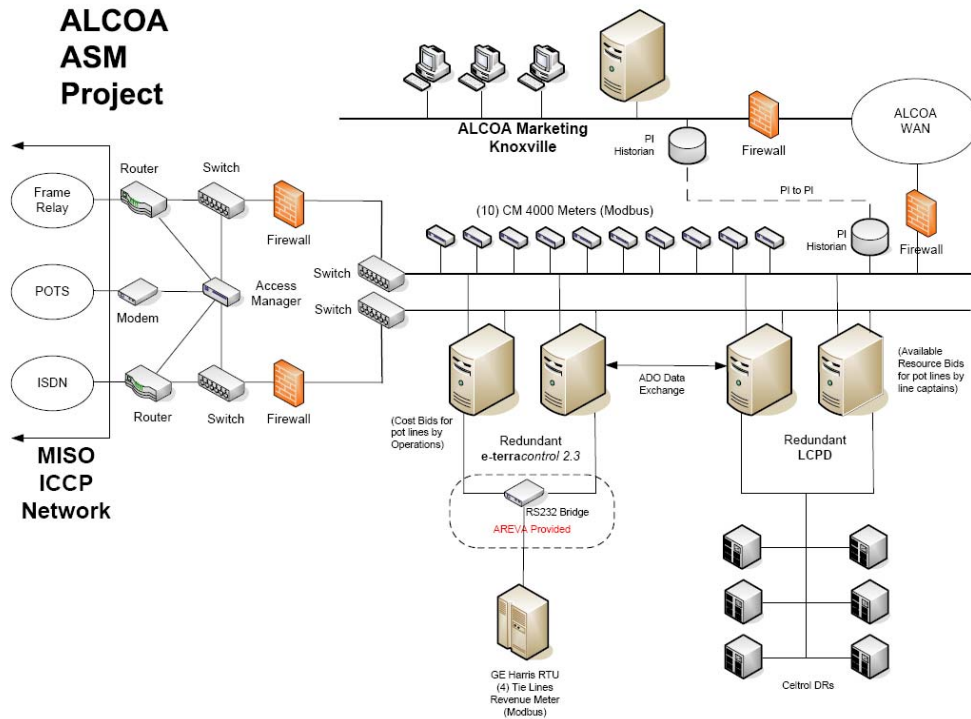 ALCOA
ASM
Project
ALCOA Marketing
Knoxville
PI
Historian
Firewall
ALCOA
WAN
PI to PI
Frame
Relay
Router
Switch
Firewall
(10) CM 4000 Meters (Modbus)
PI
Historian
Firewall
Switch
Switch
POTS
Modem
Access
Manager
ISDN
Router
Switch
Firewall
MISO
ICCP
Network
(Cost Bids for
pot lines by
Operations)
ADO Data
Exchange
(Available
Resource Bids
for pot lines by
line captains)
Redundant
e-terracontrol 2.3
Redundant
LCPD
RS232 Bridge
AREVA Provided
GE Harris RTU
(4) Tie Lines
Revenue Meter
(Modbus)
Celtrol DRs